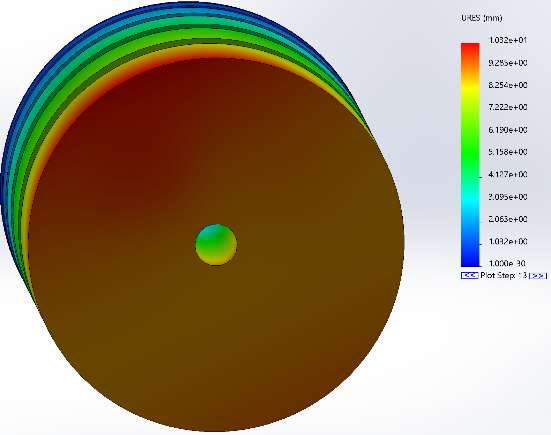 URES (mm)
1.032e+01
9.285e+00
8.254e+00
7.222e+00
6.190e+00
5.158e+00
4.127e+00
3.095e+00
2.063e+00
1.032e+00
1.000e-30
<< Plot Step: 13 >>